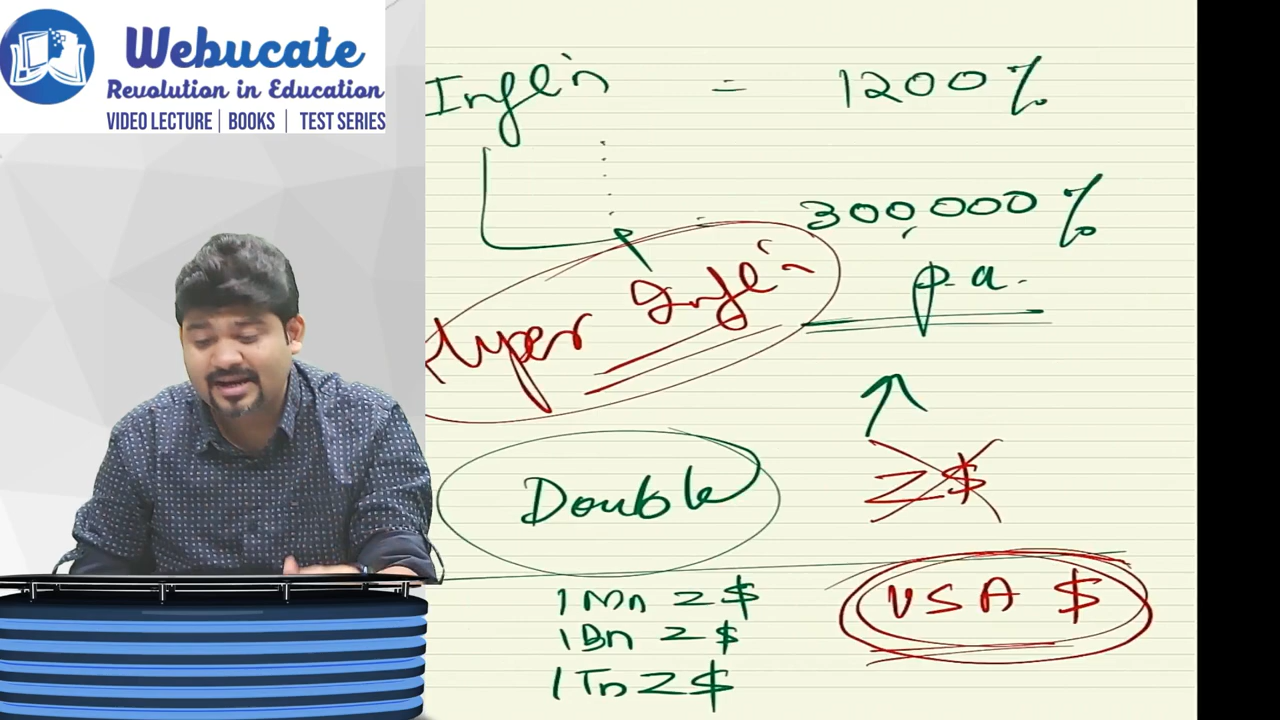 Webucate
Revolution in Education
VIDEO LECTURE | BOOKS | TEST SERIES
Infl'n = 1200%
300,000 %
p.a.
Hyper Infl'n
Double
Z$
1 Mn Z $
1 Bn Z $
1 Tn Z $
USA $